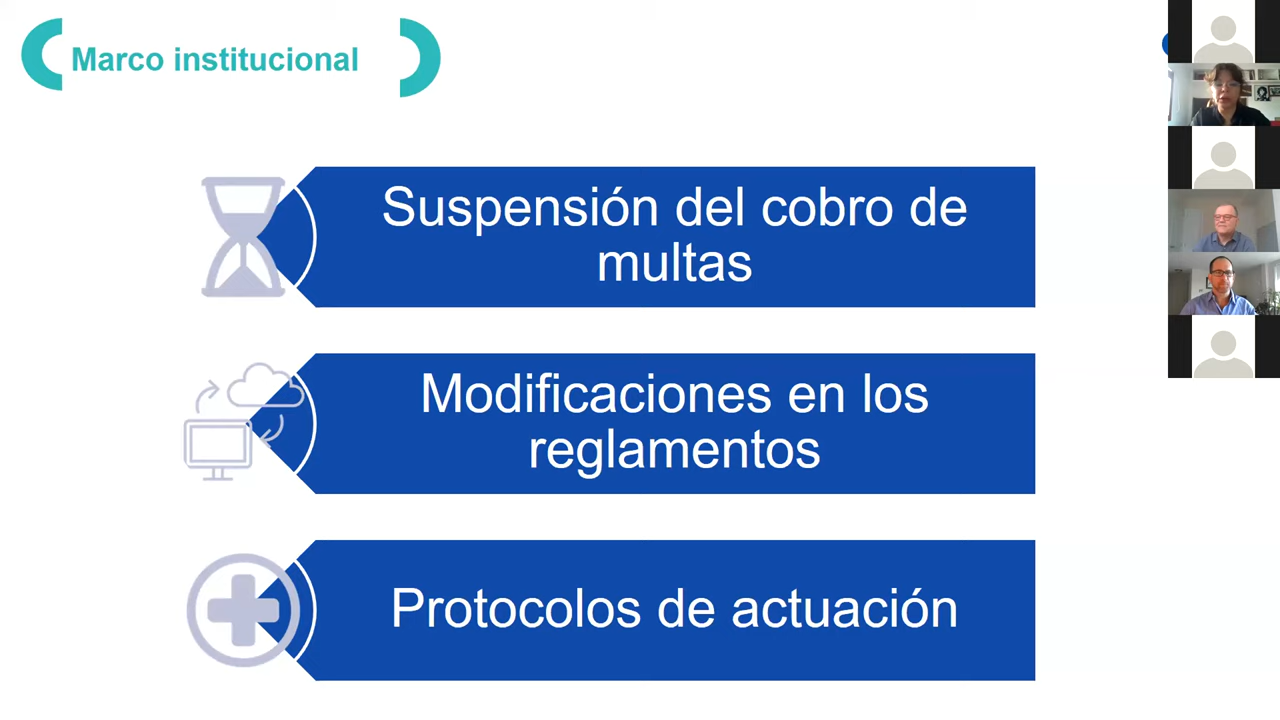 Marco institucional
Suspensión del cobro de
multas
Modificaciones en los
reglamentos
Protocolos de actuación